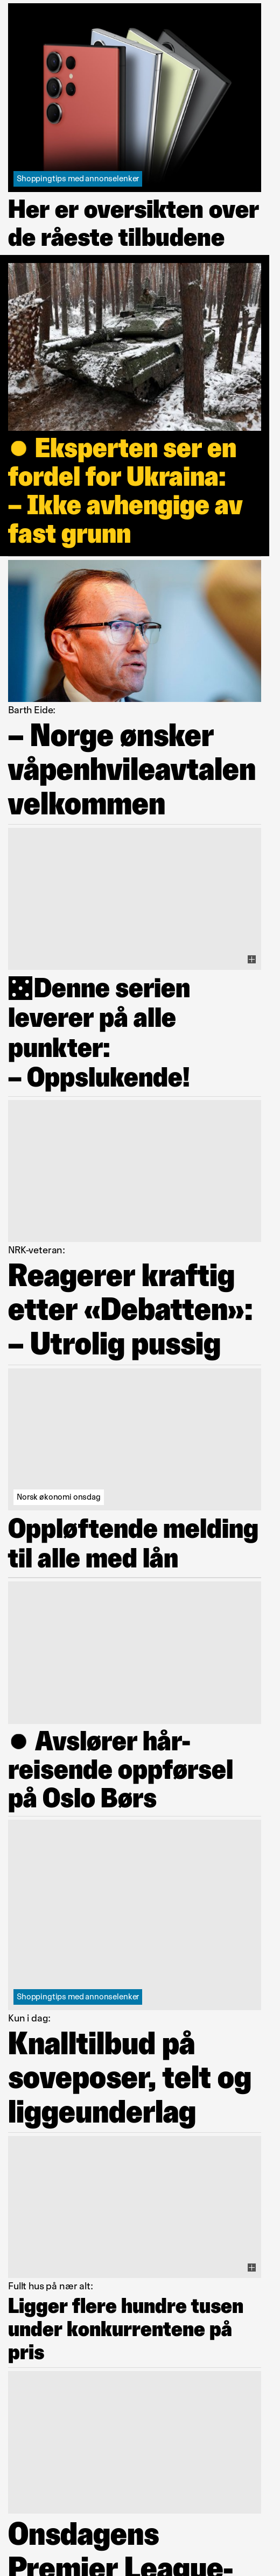 Shoppingtips med annonselenker
Her er oversikten over
de råeste tilbudene
● Eksperten ser en
fordel for Ukraina:
– Ikke avhengige av
fast grunn
Barth Eide:
– Norge ønsker
våpenhvileavtalen
velkommen
⚄Denne serien
leverer på alle
punkter:
– Oppslukende!
NRK-veteran:
Reagerer kraftig
etter «Debatten»:
– Utrolig pussig
Norsk økonomi onsdag
Oppløftende melding
til alle med lån
● Avslører hår-
reisende oppførsel
på Oslo Børs
Shoppingtips med annonselenker
Kun i dag:
Knalltilbud på
soveposer, telt og
liggeunderlag
Fullt hus på nær alt:
Ligger flere hundre tusen
under konkurrentene på
pris
Onsdagens
Premier League-